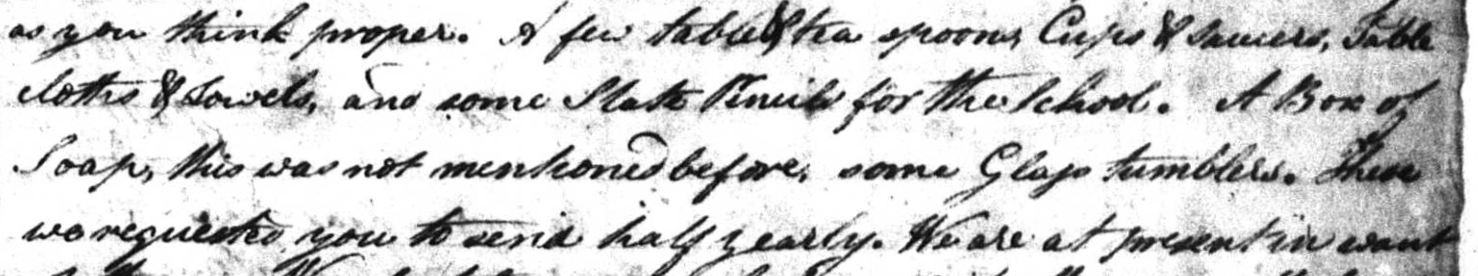 as you think proper. A few table & tea spoons, Cups & Saucers, Table
cloths & Towels, and some Slate Pencils for the School. A Box of
Soap, this was not mentioned before, some Glass tumblers. These
we requested you to send half yearly. We are at present in want